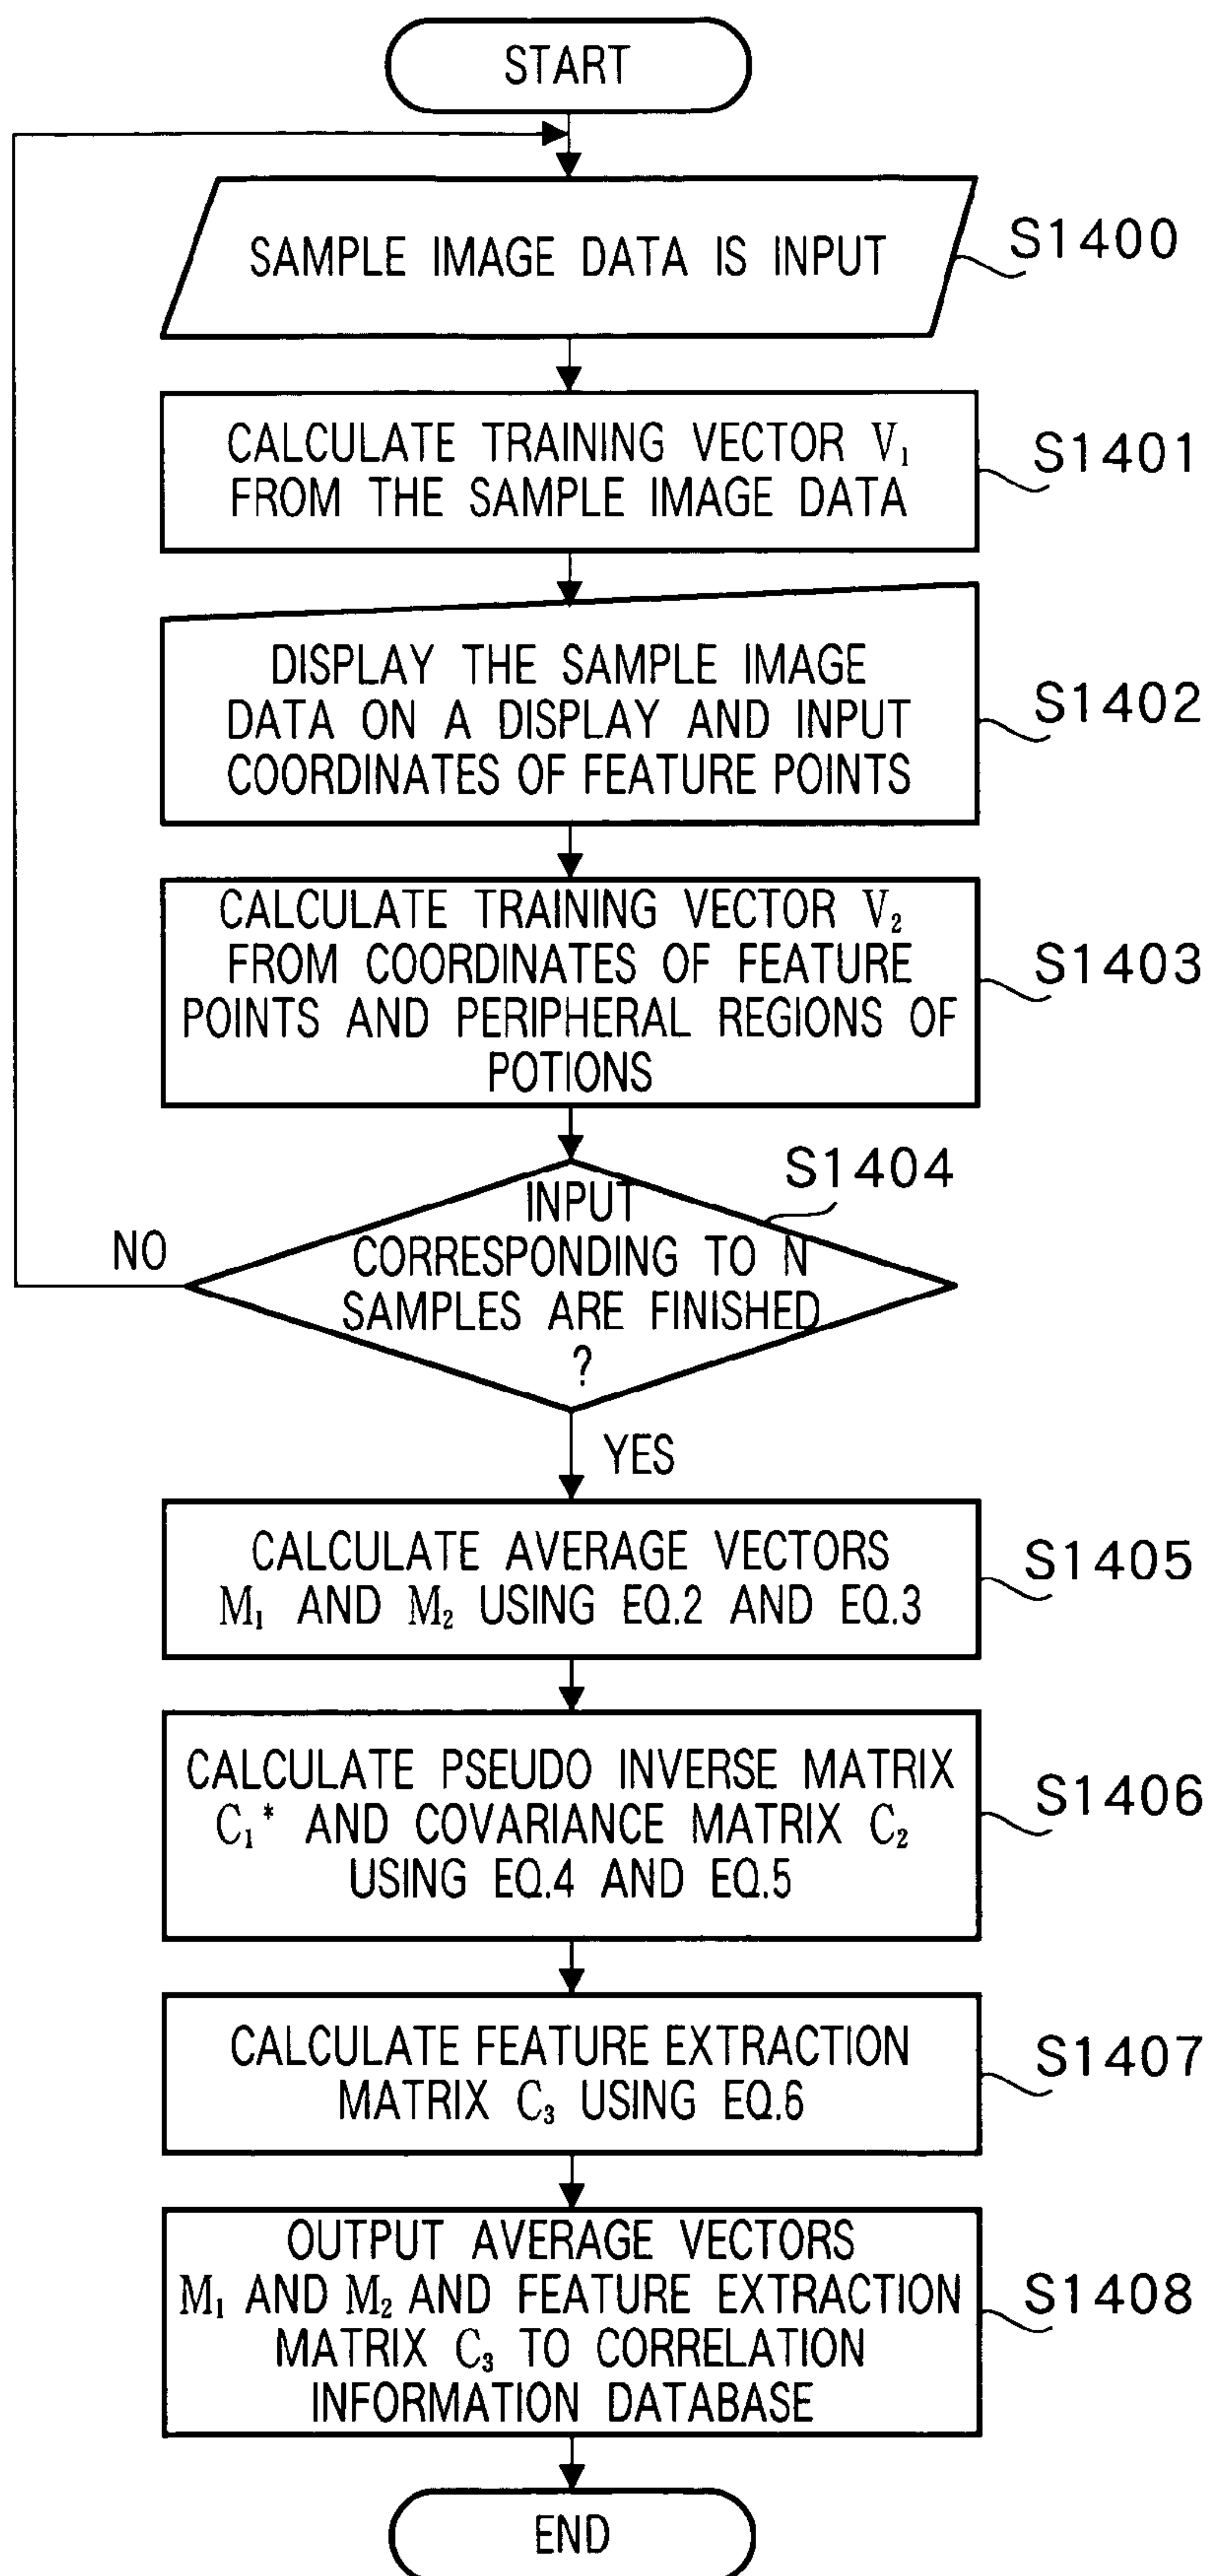 START
SAMPLE IMAGE DATA IS INPUT
S1400
CALCULATE TRAINING VECTOR V₁
FROM THE SAMPLE IMAGE DATA
S1401
DISPLAY THE SAMPLE IMAGE
DATA ON A DISPLAY AND INPUT
COORDINATES OF FEATURE POINTS
S1402
CALCULATE TRAINING VECTOR V₂
FROM COORDINATES OF FEATURE
POINTS AND PERIPHERAL REGIONS OF
POTIONS
S1403
S1404
INPUT
CORRESPONDING TO N
SAMPLES ARE FINISHED
?
NO
YES
CALCULATE AVERAGE VECTORS
M₁ AND M₂ USING EQ.2 AND EQ.3
S1405
CALCULATE PSEUDO INVERSE MATRIX
C₁* AND COVARIANCE MATRIX C₂
USING EQ.4 AND EQ.5
S1406
CALCULATE FEATURE EXTRACTION
MATRIX C₃ USING EQ.6
S1407
OUTPUT AVERAGE VECTORS
M₁ AND M₂ AND FEATURE EXTRACTION
MATRIX C₃ TO CORRELATION
INFORMATION DATABASE
S1408
END